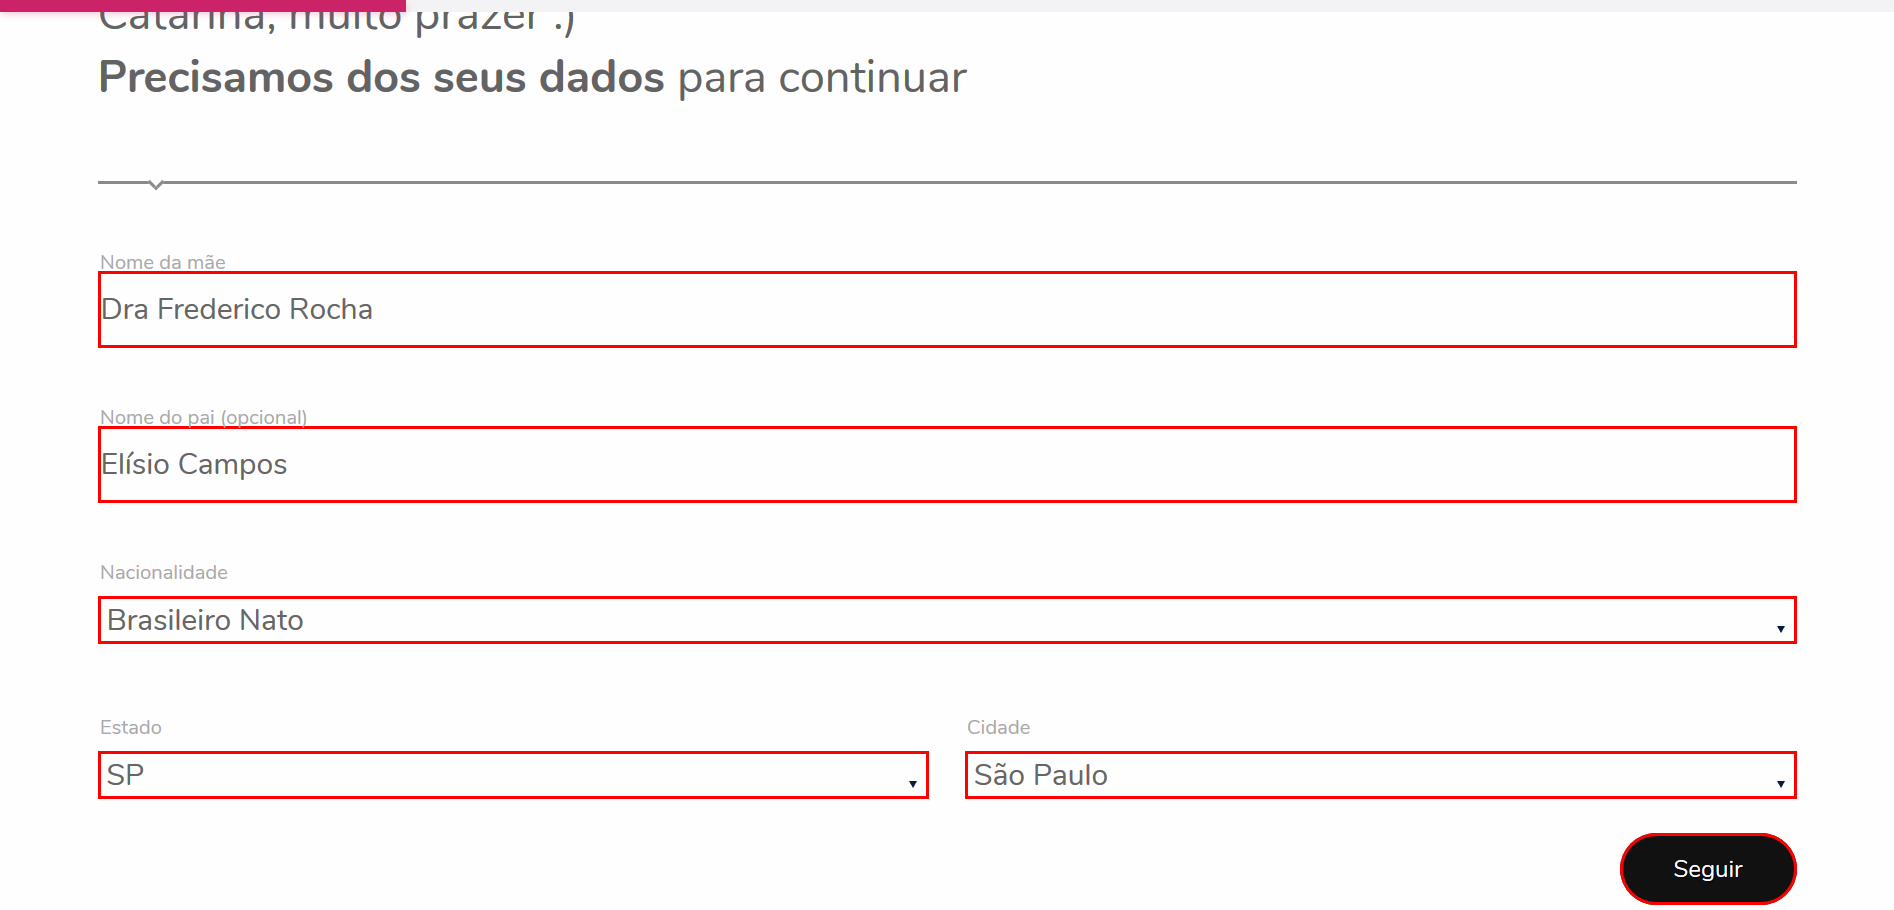 Catarina, muito prazer :)
Precisamos dos seus dados para continuar
Nome da mãe
Dra Frederico Rocha
Nome do pai (opcional)
Elísio Campos
Nacionalidade
Brasileiro Nato
Estado
Cidade
SP
São Paulo
Seguir